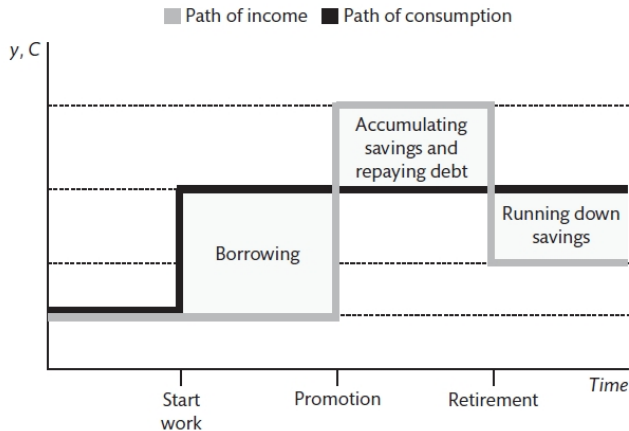 Path of income Path of consumption
y, C
Accumulating
savings and
repaying debt
Running down
savings
Borrowing
Time
Start
work
Promotion
Retirement